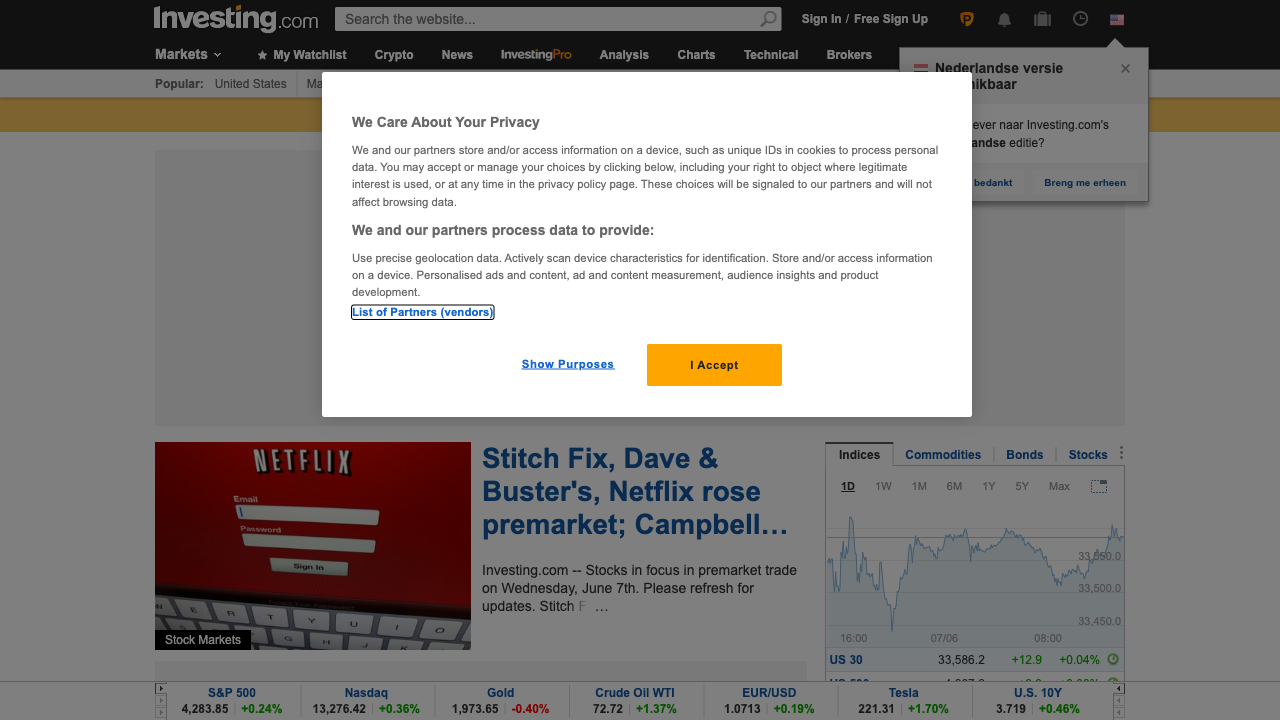 Investing.com
Search the website...
Sign In / Free Sign Up
Markets
My Watchlist
Crypto
News
InvestingPro
Analysis
Charts
Technical
Brokers
Popular:
United States
Nederlandse versie
We Care About Your Privacy
We and our partners store and/or access information on a device, such as unique IDs in cookies to process personal
data. You may accept or manage your choices by clicking below, including your right to object where legitimate
interest is used, or at any time in the privacy policy page. These choices will be signaled to our partners and will not
affect browsing data.
We and our partners process data to provide:
Use precise geolocation data. Actively scan device characteristics for identification. Store and/or access information
on a device. Personalised ads and content, ad and content measurement, audience insights and product
development.
List of Partners (vendors)
Show Purposes
I Accept
naar Investing.com's
editie?
bedankt
Breng me erheen
NETFLIX
Email
Password
Sign In
Stock Markets
Stitch Fix, Dave &
Buster's, Netflix rose
premarket; Campbell…
Investing.com -- Stocks in focus in premarket trade
on Wednesday, June 7th. Please refresh for
updates. Stitch F …
Indices
Commodities
Bonds
Stocks
1D
1W
1M
6M
1Y
5Y
Max
33,550.0
33,500.0
33,450.0
16:00
07/06
08:00
US 30
33,586.2
+12.9
+0.04%
S&P 500
4,283.85
+0.24%
Nasdaq
13,276.42
+0.36%
Gold
1,973.65
-0.40%
Crude Oil WTI
72.72
+1.37%
EUR/USD
1.0713
+0.19%
Tesla
221.31
+1.70%
U.S. 10Y
3.719
+0.46%